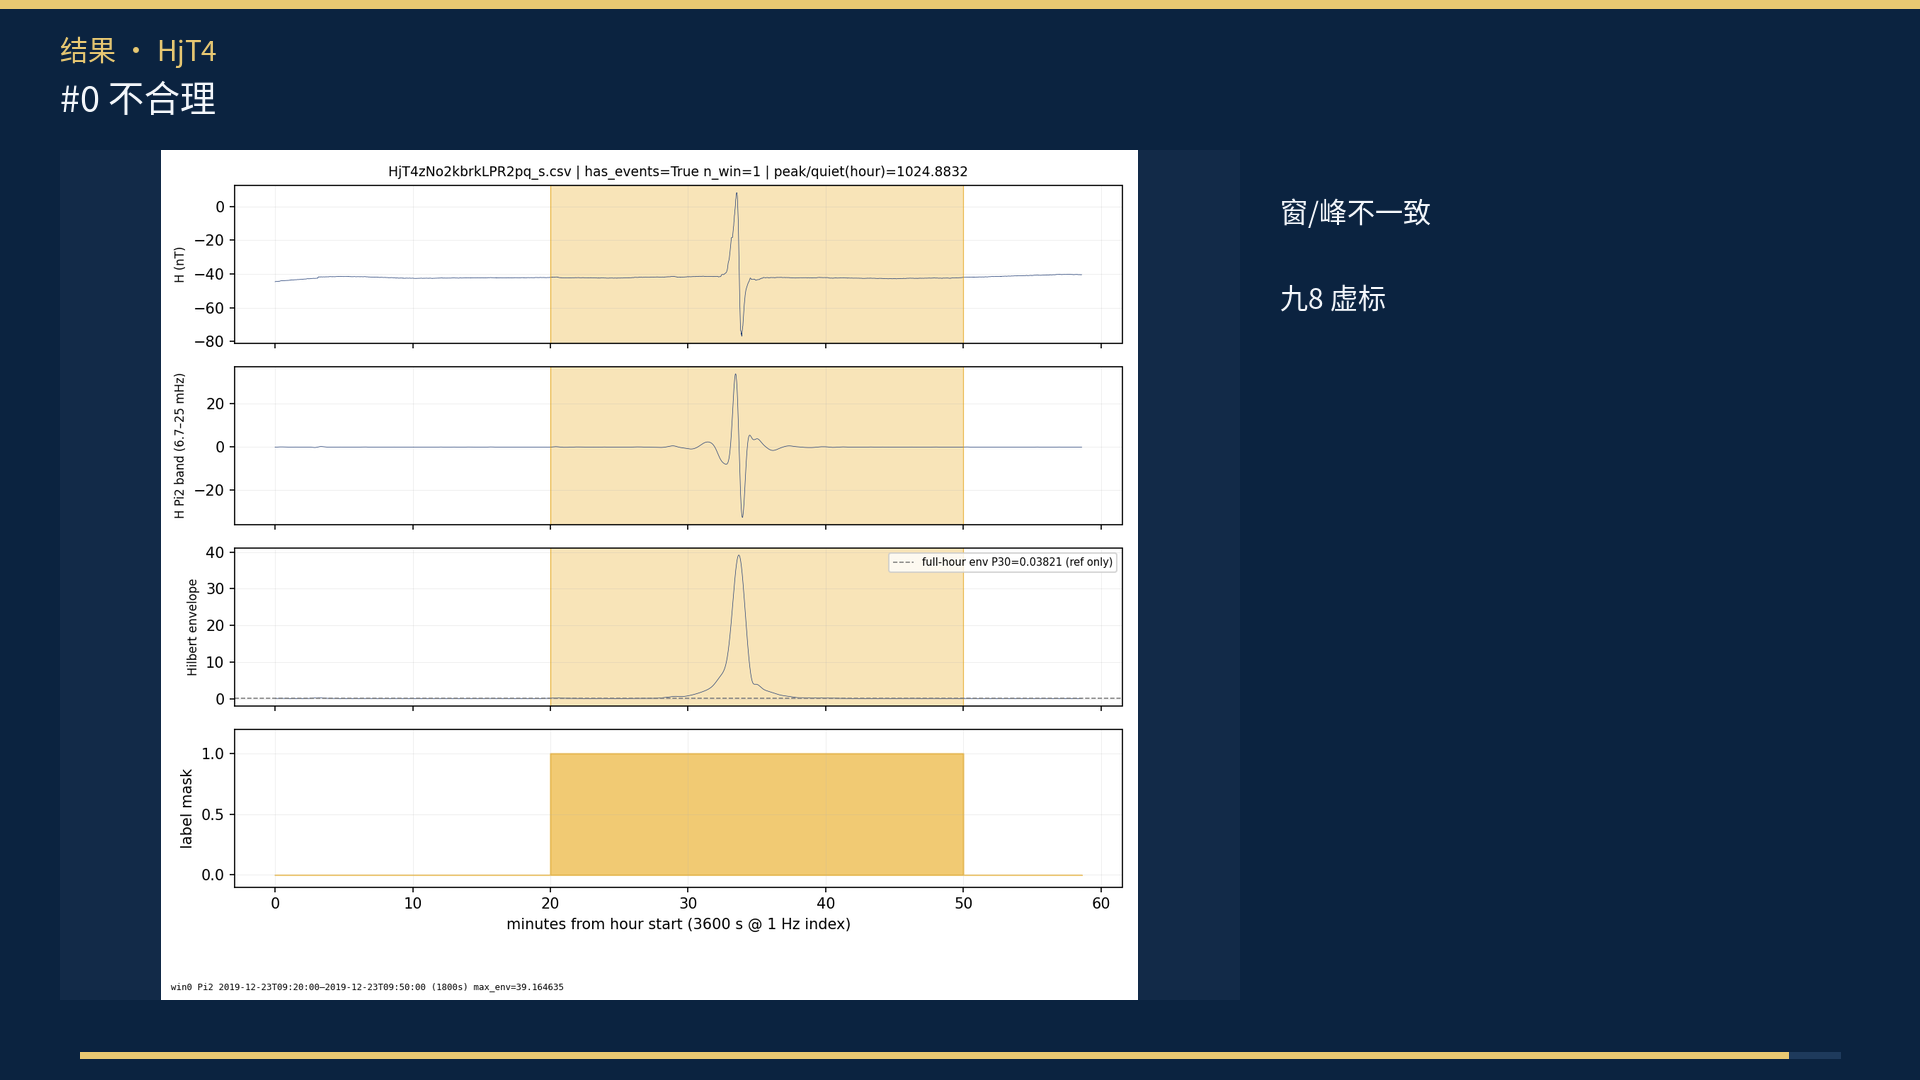 结果 · HjT4
#0 不合理
HjT4zNo2kbrkLPR2pq_s.csv | has_events=True n_win=1 | peak/quiet(hour)=1024.8832
H (nT)
0
−20
−40
−60
−80
H Pi2 band (6.7–25 mHz)
20
0
−20
Hilbert envelope
40
30
20
10
0
full-hour env P30=0.03821 (ref only)
label mask
1.0
0.5
0.0
0 10 20 30 40 50 60
minutes from hour start (3600 s @ 1 Hz index)
win0 Pi2 2019-12-23T09:20:00—2019-12-23T09:50:00 (1800s) max_env=39.164635
窗/峰不一致
九8 虚标